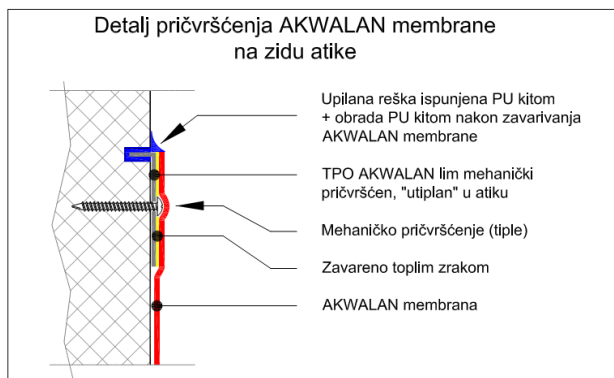 Detalj pričvršćenja AKWALAN membrane
na zidu atike
Upilana reška ispunjena PU kitom
+ obrada PU kitom nakon zavarivanja
AKWALAN membrane
TPO AKWALAN lim mehanički
pričvršćen, "utiplan" u atiku
Mehaničko pričvršćenje (tiple)
Zavareno toplim zrakom
AKWALAN membrana